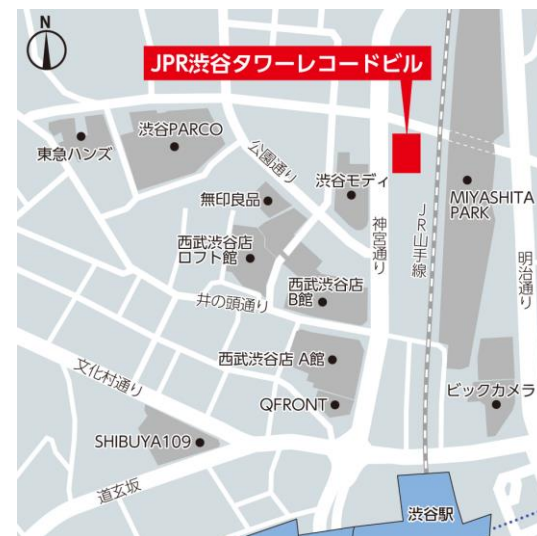 N
JPR渋谷タワーレコードビル
渋谷PARCO
東急ハンズ
公園通り
渋谷モディ
無印良品
MIYASHITA
PARK
神宮通り
JR山手線
明治通り
西武渋谷店
ロフト館
西武渋谷店
B館
井の頭通り
西武渋谷店 A館
文化村通り
ビックカメラ
QFRONT
SHIBUYA109
道玄坂
渋谷駅